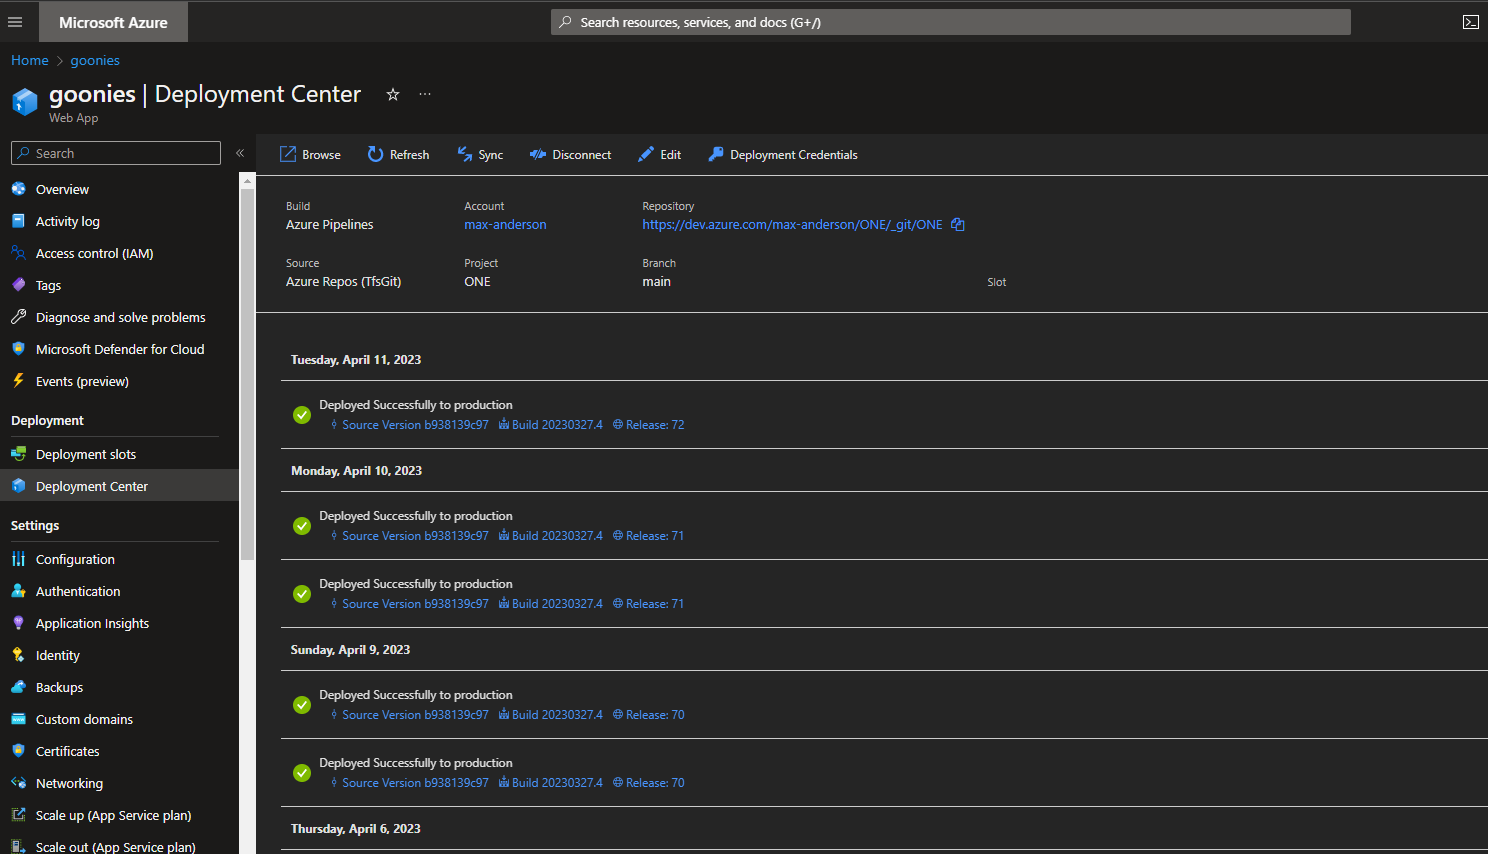 Microsoft Azure
Search resources, services, and docs (G+/)
Home > goonies
goonies | Deployment Center
Web App
Search
Overview
Activity log
Access control (IAM)
Tags
Diagnose and solve problems
Microsoft Defender for Cloud
Events (preview)
Deployment
Deployment slots
Deployment Center
Settings
Configuration
Authentication
Application Insights
Identity
Backups
Custom domains
Certificates
Networking
Scale up (App Service plan)
Scale out (App Service plan)
Browse Refresh Sync Disconnect Edit Deployment Credentials
Build Account Repository
Azure Pipelines max-anderson https://dev.azure.com/max-anderson/ONE/_git/ONE
Source Project Branch
Azure Repos (TfsGit) ONE main Slot
Tuesday, April 11, 2023
Deployed Successfully to production
Source Version b938139c97 Build 20230327.4 Release: 72
Monday, April 10, 2023
Deployed Successfully to production
Source Version b938139c97 Build 20230327.4 Release: 71
Deployed Successfully to production
Source Version b938139c97 Build 20230327.4 Release: 71
Sunday, April 9, 2023
Deployed Successfully to production
Source Version b938139c97 Build 20230327.4 Release: 70
Deployed Successfully to production
Source Version b938139c97 Build 20230327.4 Release: 70
Thursday, April 6, 2023